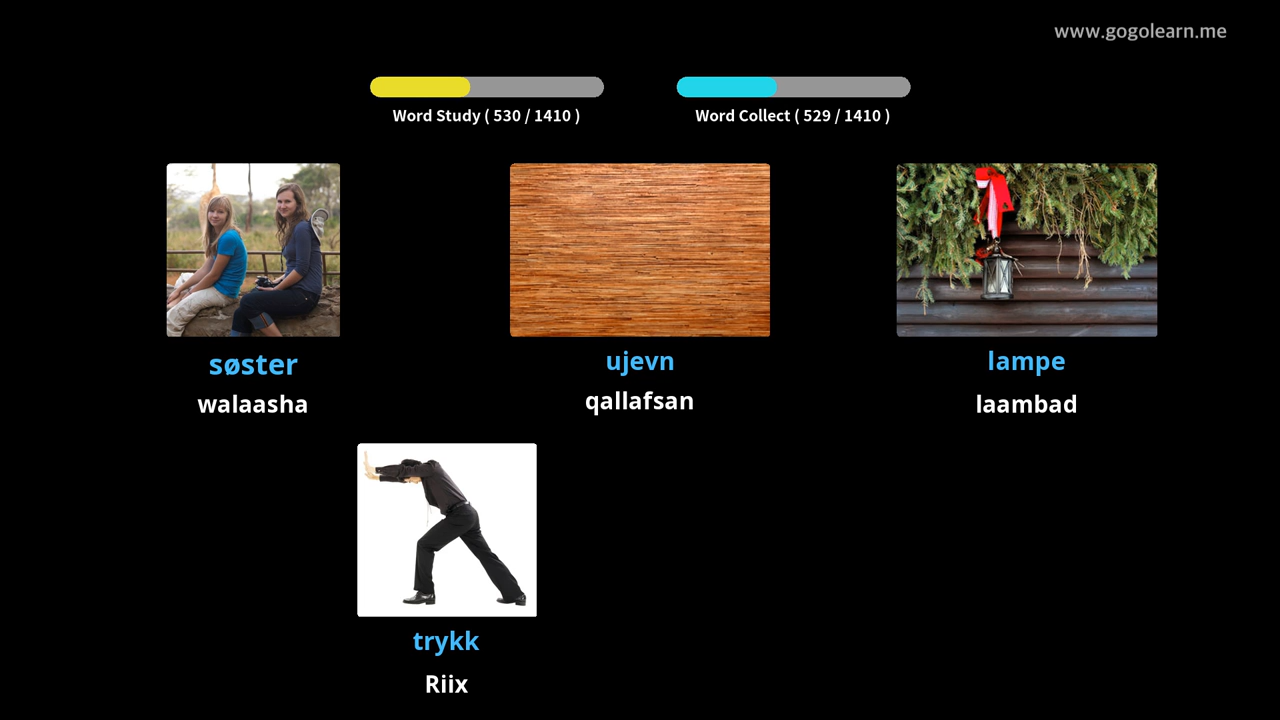 www.gogolearn.me
Word Study ( 530 / 1410 )
Word Collect ( 529 / 1410 )
søster
ujevn
lampe
walaasha
qallafsan
laambad
trykk
Riix